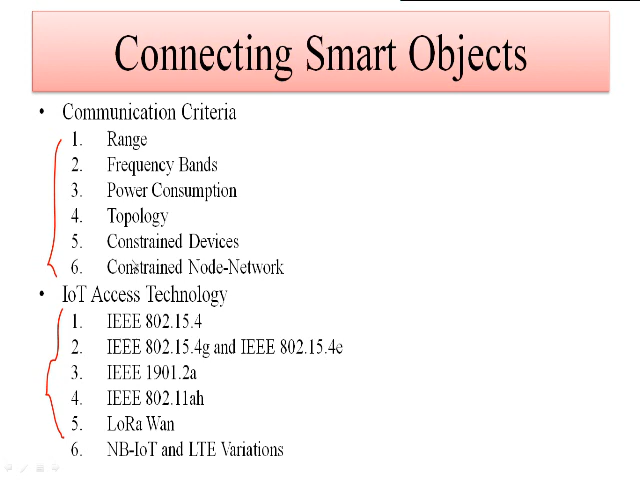 Connecting Smart Objects
• Communication Criteria
1. Range
2. Frequency Bands
3. Power Consumption
4. Topology
5. Constrained Devices
6. Constrained Node-Network
• IoT Access Technology
1. IEEE 802.15.4
2. IEEE 802.15.4g and IEEE 802.15.4e
3. IEEE 1901.2a
4. IEEE 802.11ah
5. LoRa Wan
6. NB-IoT and LTE Variations